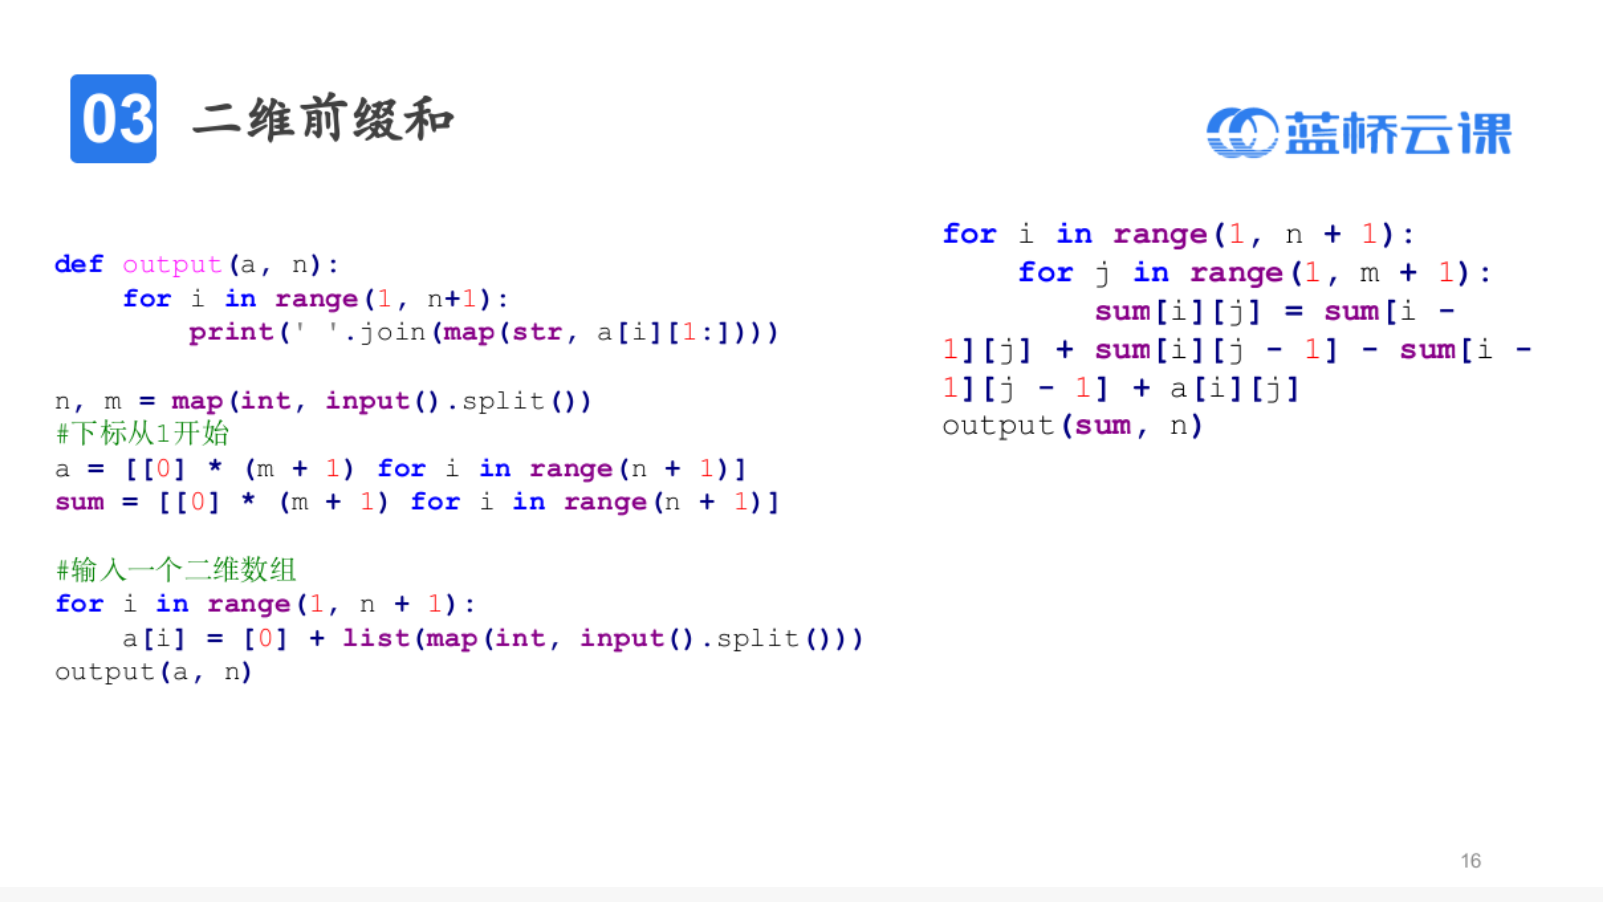 03 二维前缀和
蓝桥云课
def output(a, n):
    for i in range(1, n+1):
        print(' '.join(map(str, a[i][1:])))
n, m = map(int, input().split())
#下标从1开始
a = [[0] * (m + 1) for i in range(n + 1)]
sum = [[0] * (m + 1) for i in range(n + 1)]
#输入一个二维数组
for i in range(1, n + 1):
    a[i] = [0] + list(map(int, input().split()))
output(a, n)
for i in range(1, n + 1):
    for j in range(1, m + 1):
        sum[i][j] = sum[i -
1][j] + sum[i][j - 1] - sum[i -
1][j - 1] + a[i][j]
output(sum, n)
16